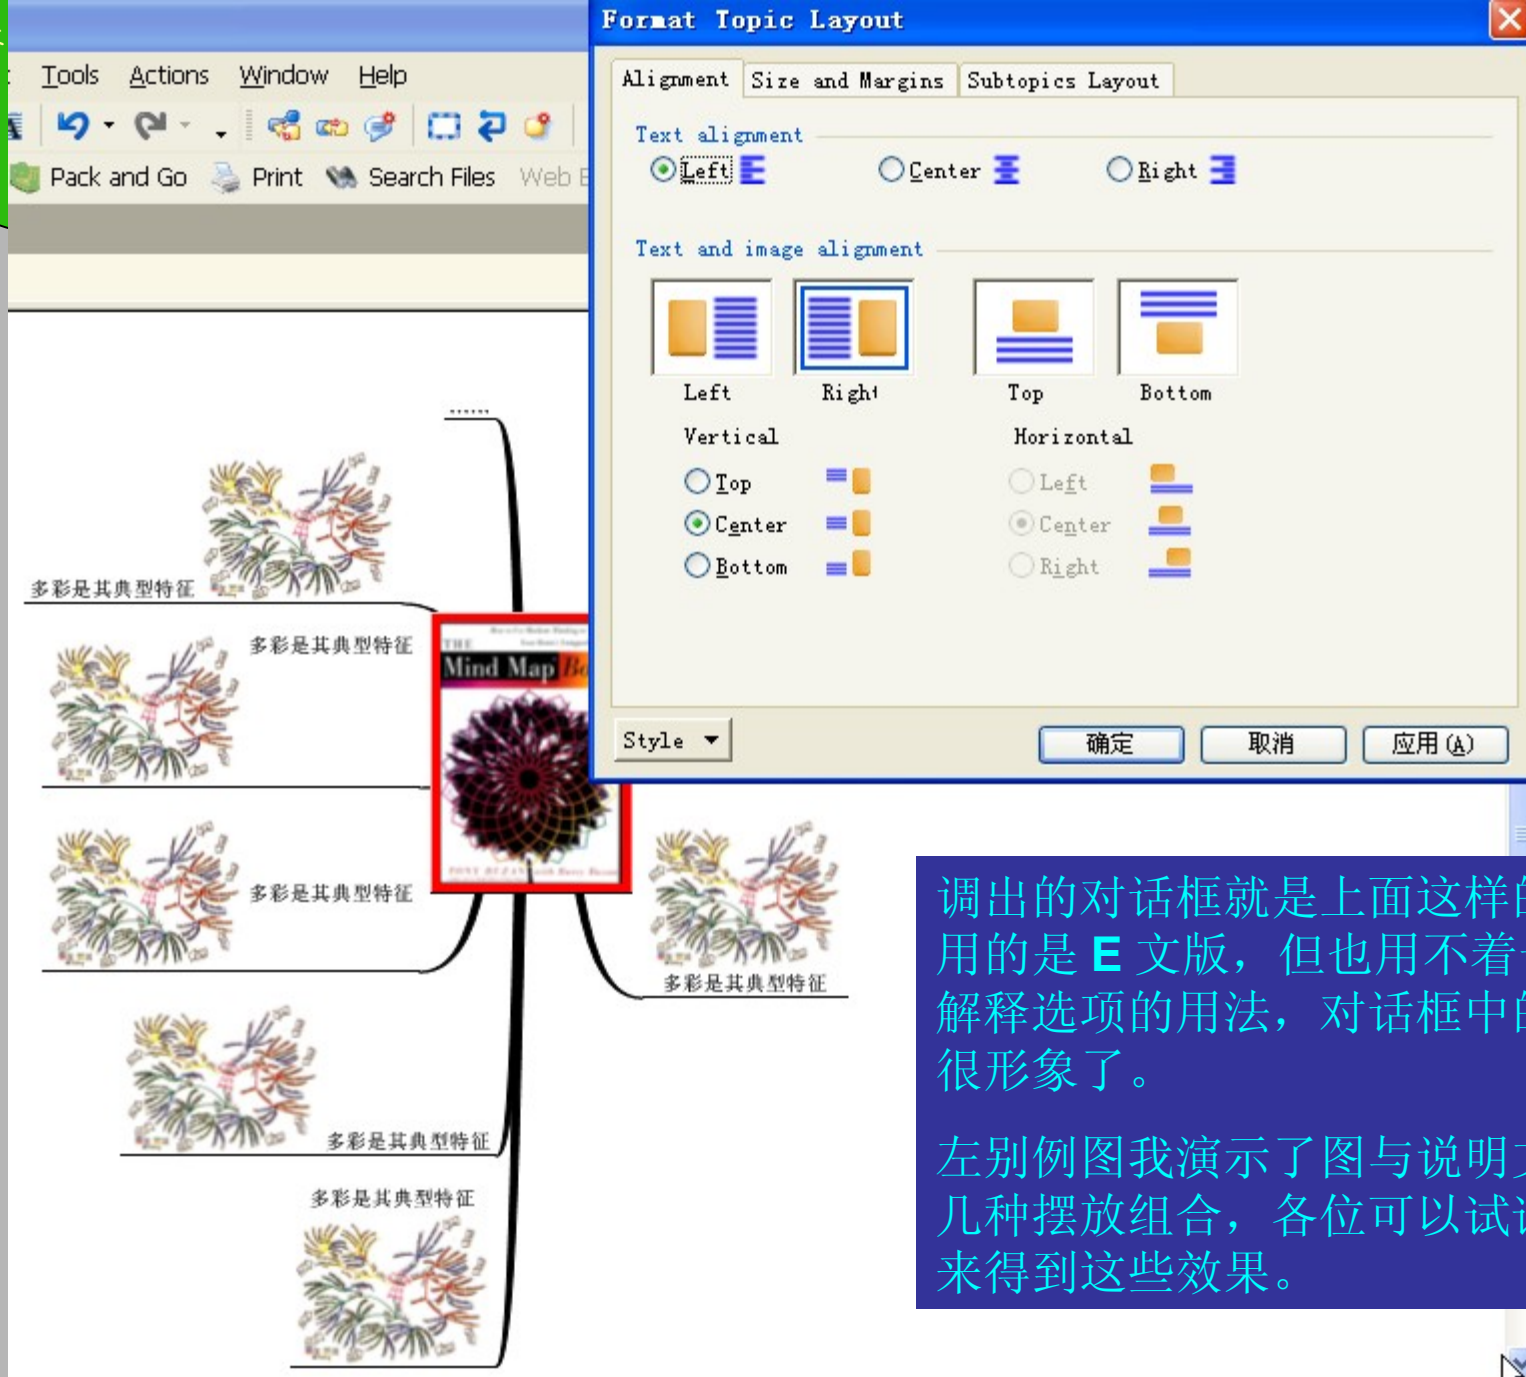 Format Topic Layout
Tools Actions Window Help
Pack and Go Print Search Files Web
Alignment Size and Margins Subtopics Layout
Text alignment
Left Center Right
Text and image alignment
Left Right Top Bottom
Vertical Horizontal
Top Left
Center Center
Bottom Right
Style 确定 取消 应用(A)
......
多彩是其典型特征
多彩是其典型特征
多彩是其典型特征
多彩是其典型特征
多彩是其典型特征
多彩是其典型特征
THE
Mind Map
调出的对话框就是上面这样的
用的是 E 文版，但也用不着
解释选项的用法，对话框中的
很形象了。
左别例图我演示了图与说明文
几种摆放组合，各位可以试试
来得到这些效果。